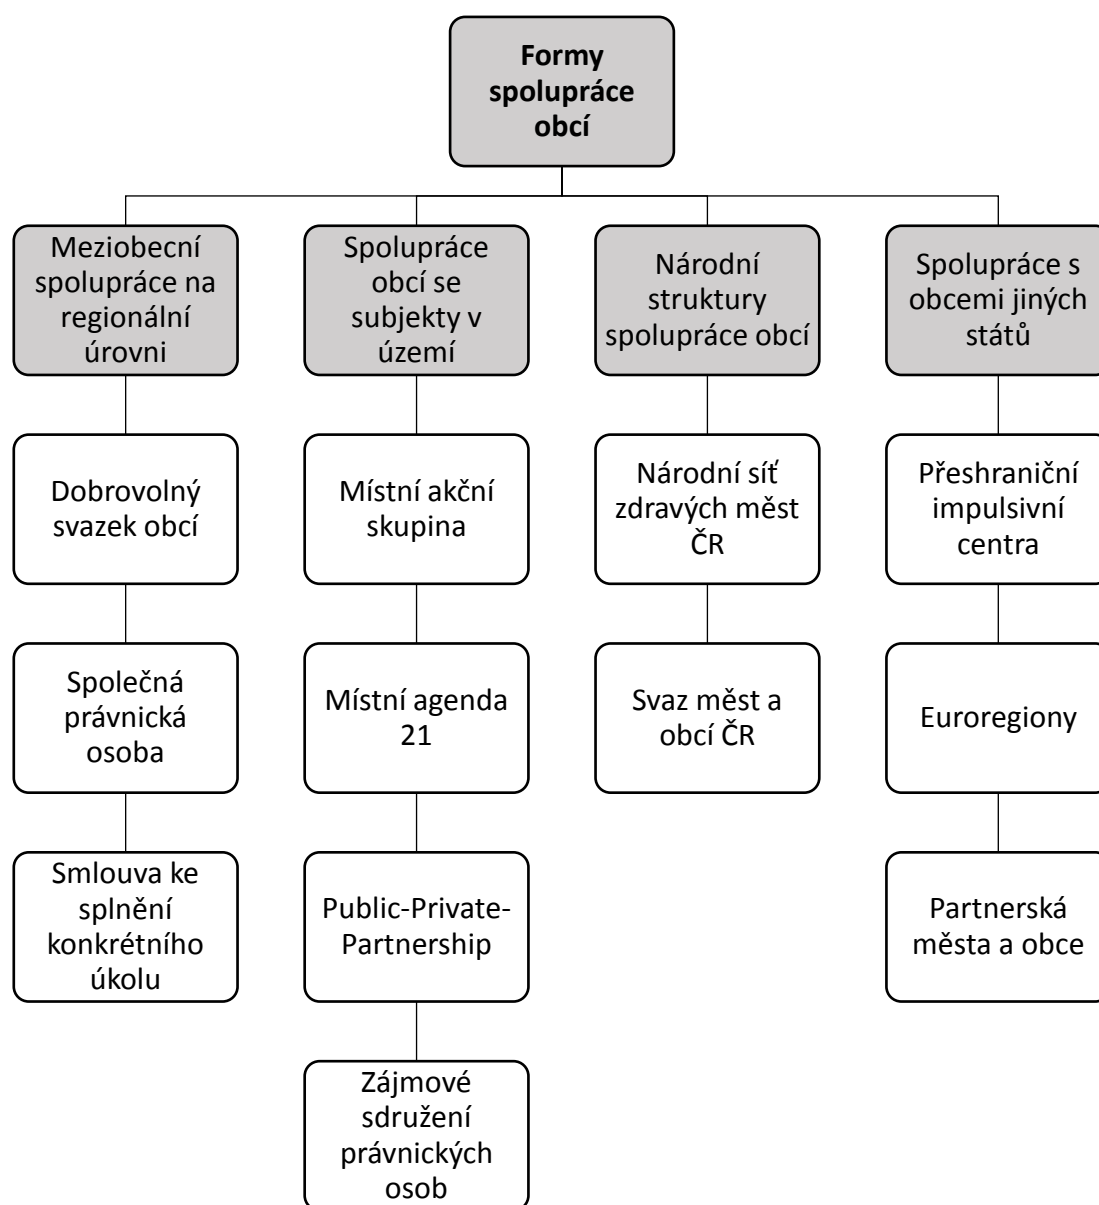 Formy
spolupráce
obcí
Meziobecní
spolupráce na
regionální
úrovni
Dobrovolný
svazek obcí
Společná
právnická
osoba
Smlouva ke
splnění
konkrétního
úkolu
Spolupráce
obcí se
subjekty v
území
Místní akční
skupina
Místní agenda
21
Public-Private-
Partnership
Zájmové
sdružení
právnických
osob
Národní
struktury
spolupráce obcí
Národní síť
zdravých měst
ČR
Svaz měst a
obcí ČR
Spolupráce s
obcemi jiných
států
Přeshraniční
impulsivní
centra
Euroregiony
Partnerská
města a obce